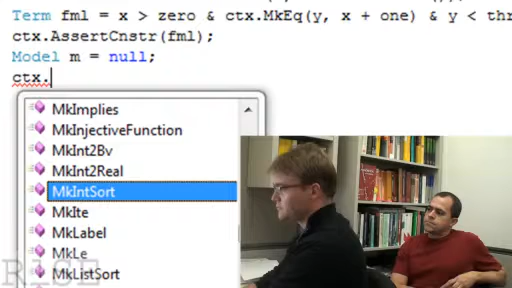 Term fml = x > zero & ctx.MkEq(y, x + one) & y < thr
ctx.AssertCnstr(fml);
Model m = null;
ctx.
MkImplies
MkInjectiveFunction
MkInt2Bv
MkInt2Real
MkIntSort
MkIte
MkLabel
MkLe
MkListSort
RiSE